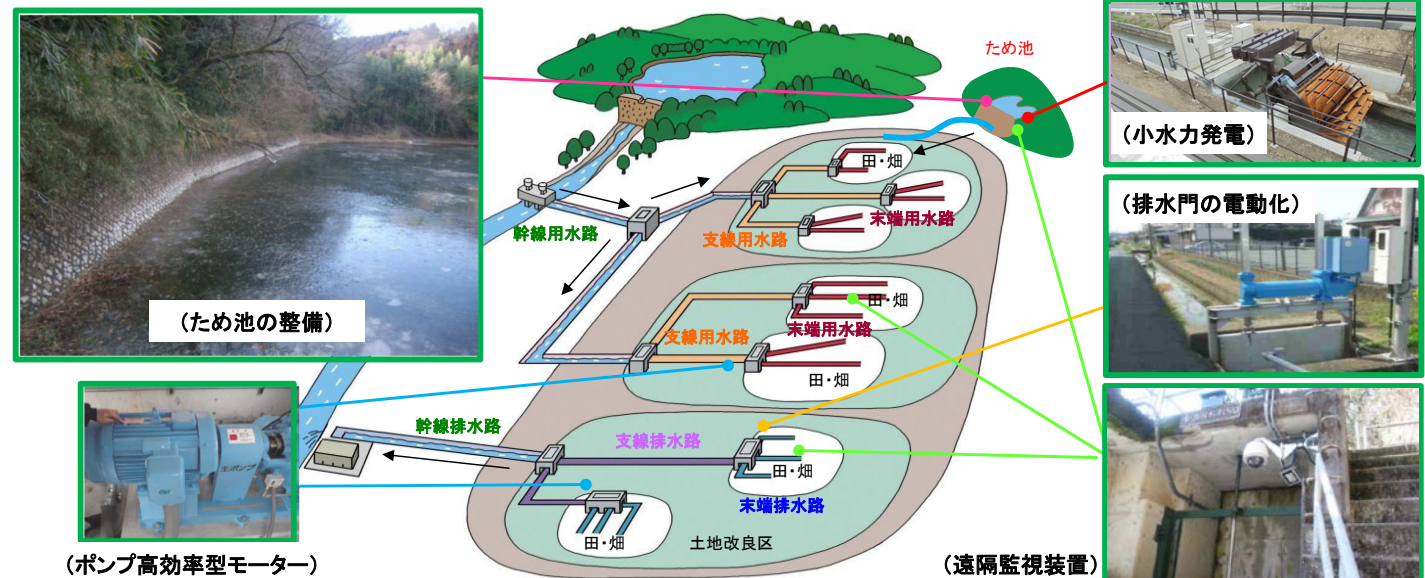 ため池
(小水力発電)
田・畑
幹線用水路
支線用水路
末端用水路
(排水門の電動化)
(ため池の整備)
田・畑
支線用水路
末端用水路
田・畑
主ポンプ
幹線排水路
支線排水路
田・畑
末端排水路
田・畑
土地改良区
(ポンプ高効率型モーター)
(遠隔監視装置)